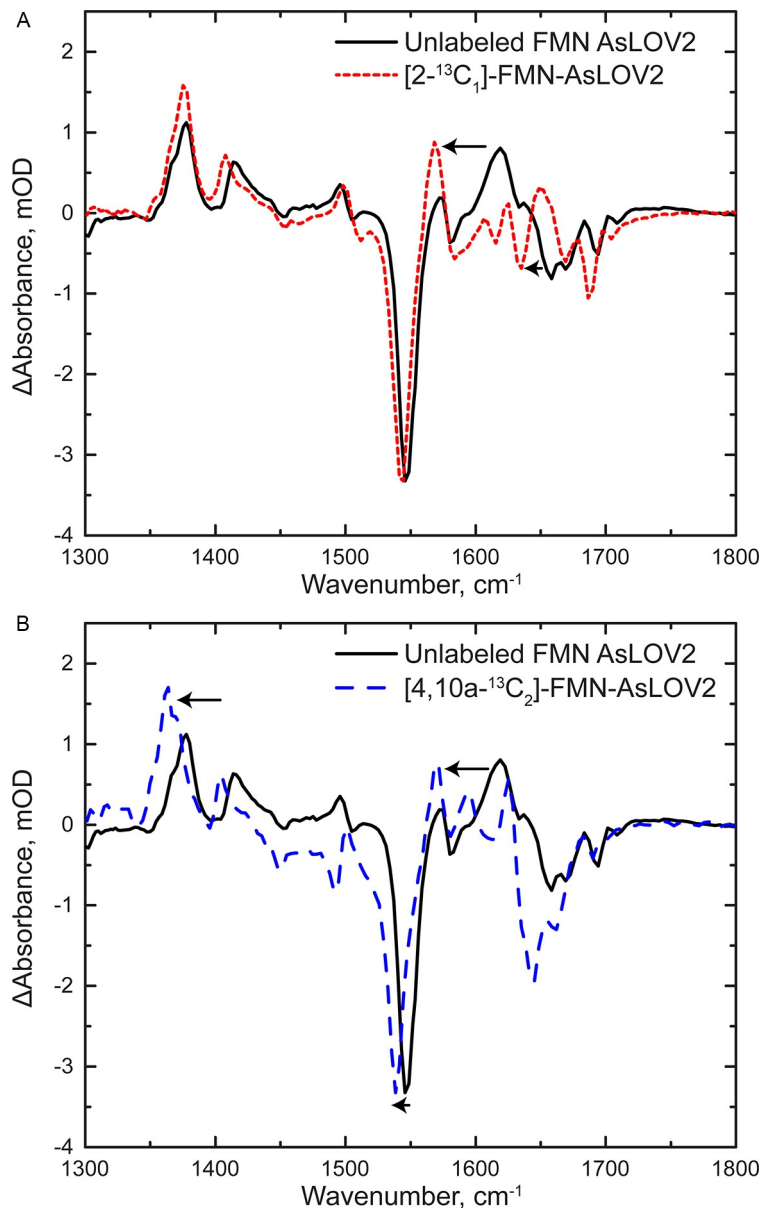 A
Unlabeled FMN AsLOV2
[2-¹³C₁]-FMN-AsLOV2
2
1
0
-1
-2
-3
-4
ΔAbsorbance, mOD
1300 1400 1500 1600 1700 1800
Wavenumber, cm⁻¹
B
Unlabeled FMN AsLOV2
[4,10a-¹³C₂]-FMN-AsLOV2
2
1
0
-1
-2
-3
-4
ΔAbsorbance, mOD
1300 1400 1500 1600 1700 1800
Wavenumber, cm⁻¹